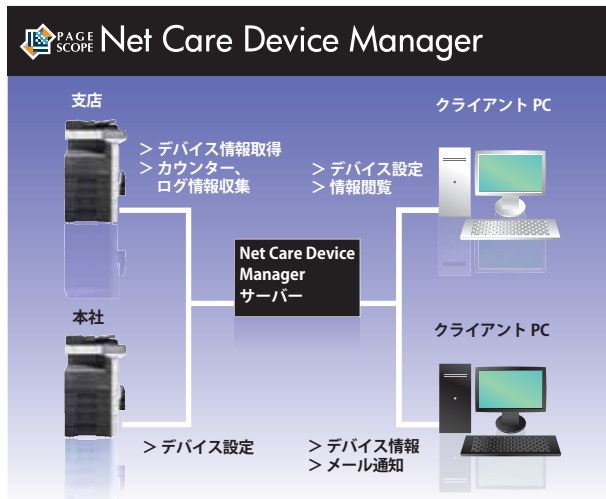 PAGE
SCOPE
Net Care Device Manager
支店
クライアント PC
＞デバイス情報取得
＞カウンター、
ログ情報収集
＞デバイス設定
＞情報閲覧
Net Care Device
Manager
サーバー
本社
クライアント PC
＞デバイス設定
＞デバイス情報
＞メール通知